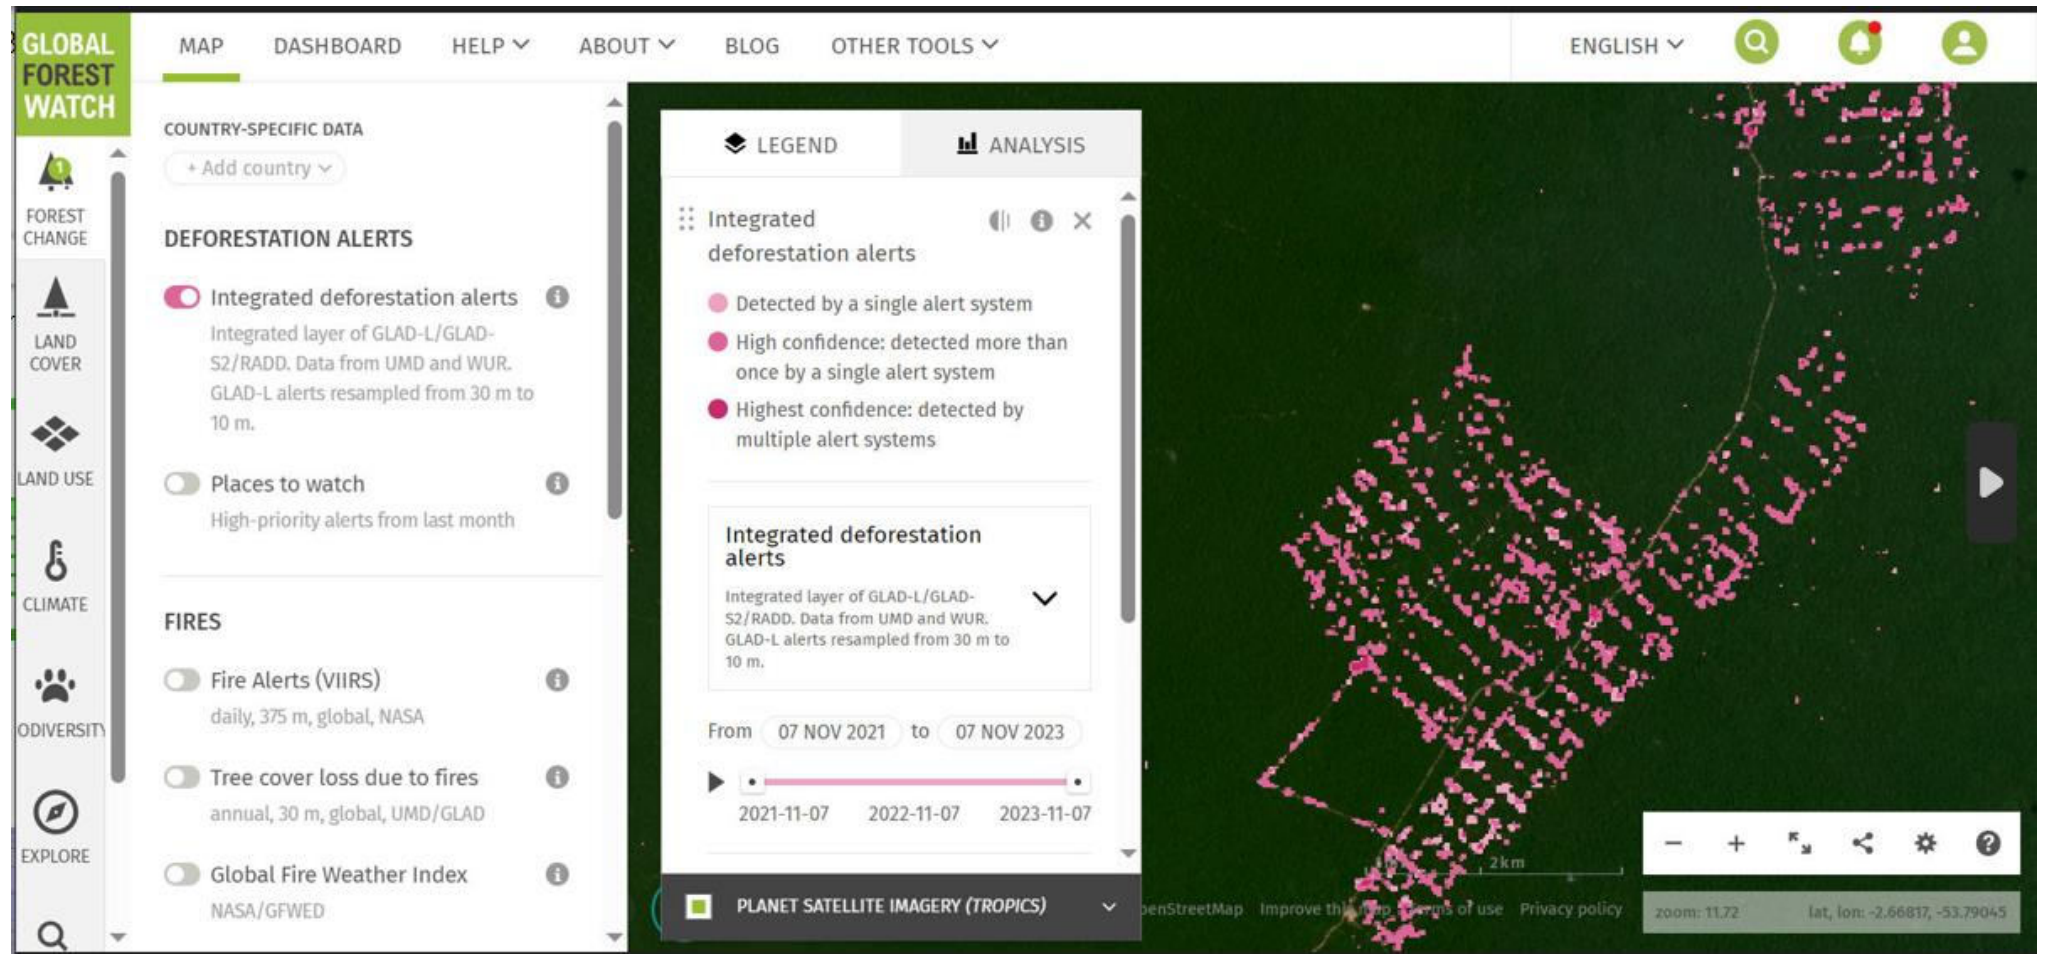 GLOBAL
FOREST
WATCH
MAP
DASHBOARD
HELP
ABOUT
BLOG
OTHER TOOLS
ENGLISH
1
FOREST
CHANGE
LAND
COVER
LAND USE
CLIMATE
ODIVERSITY
EXPLORE
COUNTRY-SPECIFIC DATA
+ Add country
DEFORESTATION ALERTS
Integrated deforestation alerts
Integrated layer of GLAD-L/GLAD-
S2/RADD. Data from UMD and WUR.
GLAD-L alerts resampled from 30 m to
10 m.
Places to watch
High-priority alerts from last month
FIRES
Fire Alerts (VIIRS)
daily, 375 m, global, NASA
Tree cover loss due to fires
annual, 30 m, global, UMD/GLAD
Global Fire Weather Index
NASA/GFWED
LEGEND
ANALYSIS
Integrated
deforestation alerts
Detected by a single alert system
High confidence: detected more than
once by a single alert system
Highest confidence: detected by
multiple alert systems
Integrated deforestation
alerts
Integrated layer of GLAD-L/GLAD-
S2/RADD. Data from UMD and WUR.
GLAD-L alerts resampled from 30 m to
10 m.
From 07 NOV 2021 to 07 NOV 2023
2021-11-07 2022-11-07 2023-11-07
PLANET SATELLITE IMAGERY (TROPICS)
2km
penStreetMap Improve this of use Privacy policy
zoom: 11.72 lat, lon: -2.66817, -53.79045